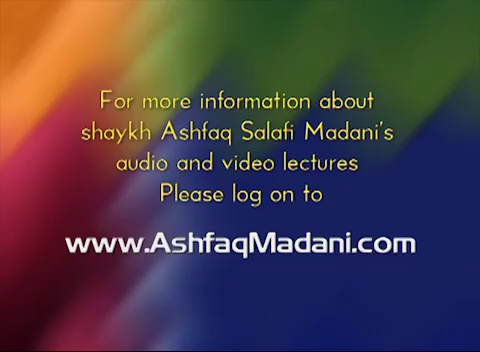 For more information about
shaykh Ashfaq Salafi Madani's
audio and video lectures
Please log on to
www.AshfaqMadani.com